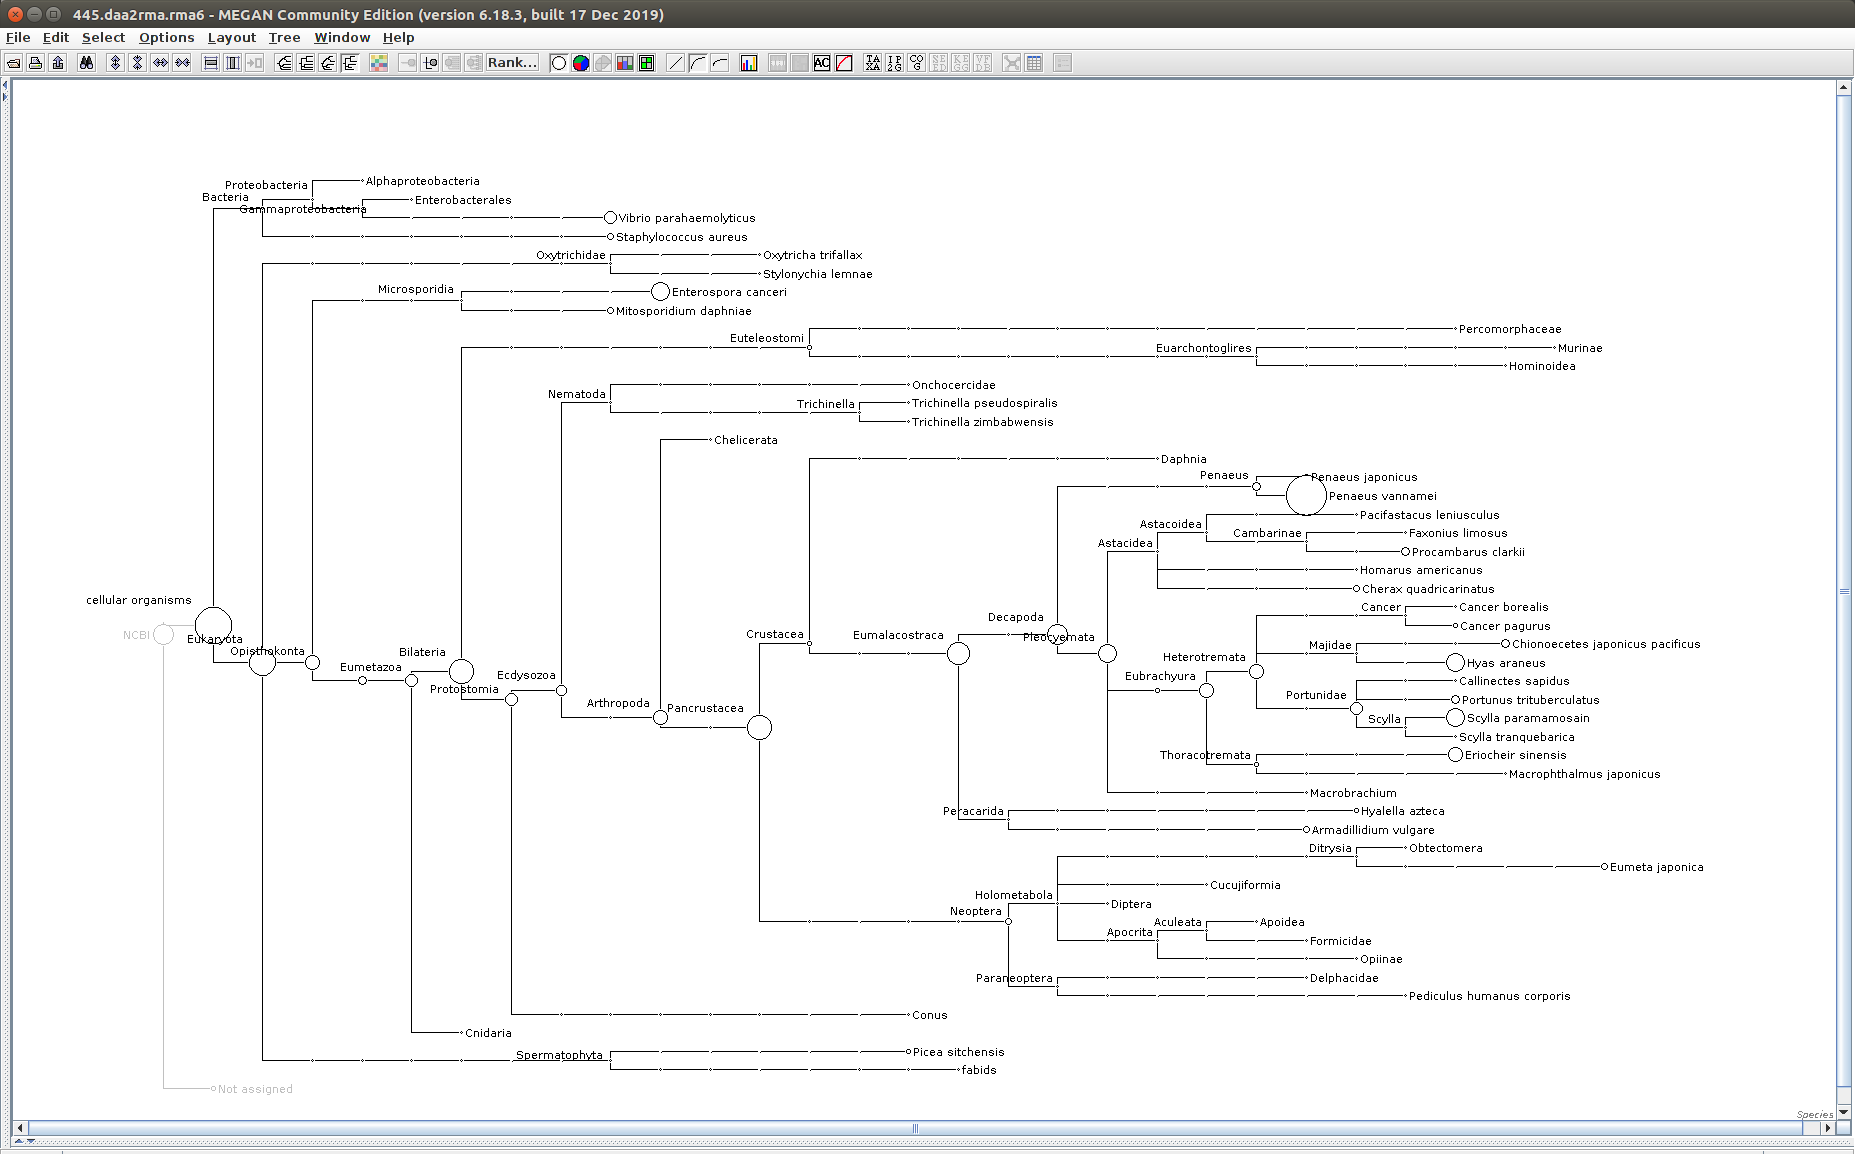 445.daa2rma.rma6 - MEGAN Community Edition (version 6.18.3, built 17 Dec 2019)
File Edit Select Options Layout Tree Window Help
Rank... AC TAXA IP2G COG SEED KEGG VFDB
Proteobacteria
Alphaproteobacteria
Bacteria
Enterobacterales
Gammaproteobacteria
Vibrio parahaemolyticus
Staphylococcus aureus
Oxytrichidae
Oxytricha trifallax
Stylonychia lemnae
Microsporidia
Enterospora canceri
Mitosporidium daphniae
Percomorphaceae
Euteleostomi
Euarchontoglires
Murinae
Hominoidea
Onchocercidae
Nematoda
Trichinella
Trichinella pseudospiralis
Trichinella zimbabwensis
Chelicerata
Daphnia
Penaeus
Penaeus japonicus
Penaeus vannamei
Pacifastacus leniusculus
Astacoidea
Cambarinae
Faxonius limosus
Astacidea
Procambarus clarkii
Homarus americanus
Cherax quadricarinatus
cellular organisms
Cancer
Cancer borealis
Decapoda
Cancer pagurus
NCBI
Eukaryota
Crustacea
Eumalacostraca
Pleocyemata
Opisthokonta
Bilateria
Majidae
Chionoecetes japonicus pacificus
Heterotremata
Hyas araneus
Eumetazoa
Ecdysozoa
Eubrachyura
Callinectes sapidus
Protostomia
Portunidae
Portunus trituberculatus
Arthropoda
Pancrustacea
Scylla
Scylla paramamosain
Scylla tranquebarica
Thoracotremata
Eriocheir sinensis
Macrophthalmus japonicus
Macrobrachium
Peracarida
Hyalella azteca
Armadillidium vulgare
Ditrysia
Obtectomera
Eumeta japonica
Cucujiformia
Holometabola
Diptera
Neoptera
Aculeata
Apoidea
Apocrita
Formicidae
Opiinae
Paraneoptera
Delphacidae
Pediculus humanus corporis
Conus
Cnidaria
Spermatophyta
Picea sitchensis
fabids
Not assigned
Species